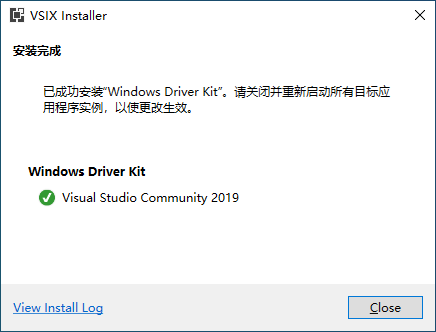 VSIX Installer
安装完成
已成功安装“Windows Driver Kit”。请关闭并重新启动所有目标应
用程序实例，以使更改生效。
Windows Driver Kit
Visual Studio Community 2019
View Install Log
Close